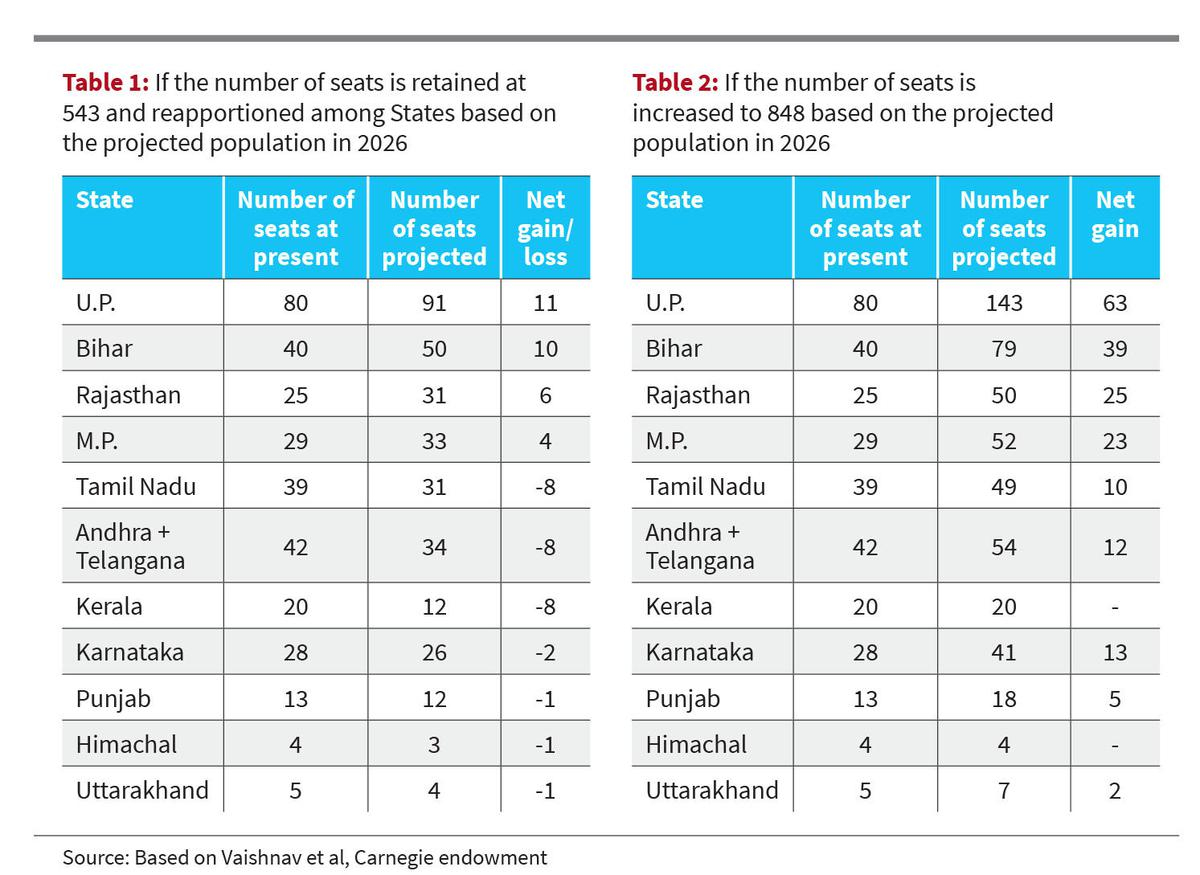 Table 1: If the number of seats is retained at
543 and reapportioned among States based on
the projected population in 2026
State Number of seats at present Number of seats projected Net gain/ loss
U.P. 80 91 11
Bihar 40 50 10
Rajasthan 25 31 6
M.P. 29 33 4
Tamil Nadu 39 31 -8
Andhra + Telangana 42 34 -8
Kerala 20 12 -8
Karnataka 28 26 -2
Punjab 13 12 -1
Himachal 4 3 -1
Uttarakhand 5 4 -1
Table 2: If the number of seats is
increased to 848 based on the projected
population in 2026
State Number of seats at present Number of seats projected Net gain
U.P. 80 143 63
Bihar 40 79 39
Rajasthan 25 50 25
M.P. 29 52 23
Tamil Nadu 39 49 10
Andhra + Telangana 42 54 12
Kerala 20 20 -
Karnataka 28 41 13
Punjab 13 18 5
Himachal 4 4 -
Uttarakhand 5 7 2
Source: Based on Vaishnav et al, Carnegie endowment